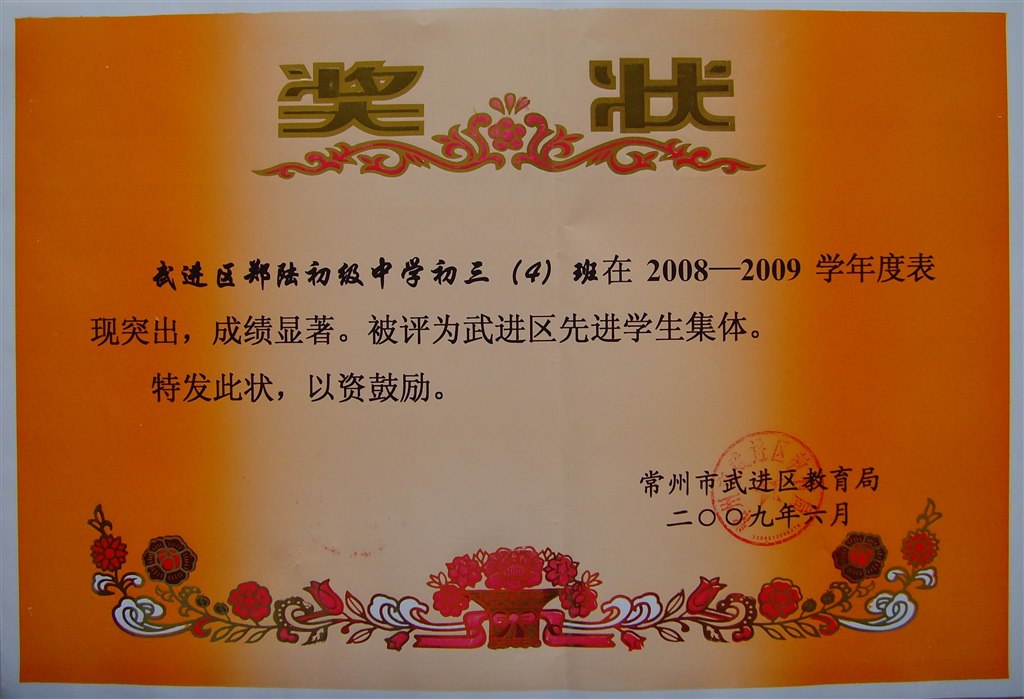 奖 状
武进区郑陆初级中学初三（4）班在 2008—2009 学年度表
现突出，成绩显著。被评为武进区先进学生集体。
特发此状，以资鼓励。
常州市武进区教育局
二〇〇九年六月